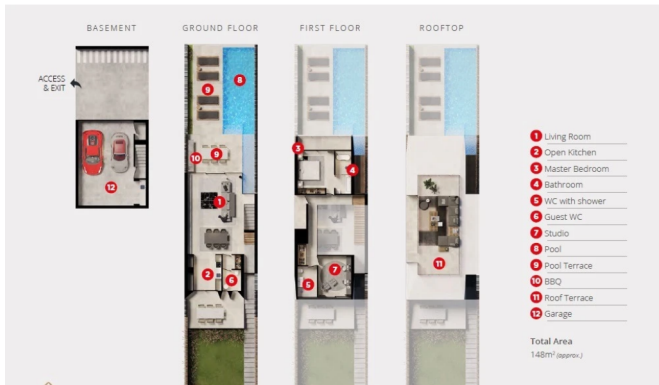 BASEMENT
GROUND FLOOR
FIRST FLOOR
ROOFTOP
ACCESS
& EXIT
12
8
9
9
10
1
2
6
3
4
7
5
11
1 Living Room
2 Open Kitchen
3 Master Bedroom
4 Bathroom
5 WC with shower
6 Guest WC
7 Studio
8 Pool
9 Pool Terrace
10 BBQ
11 Roof Terrace
12 Garage
Total Area
148m² (approx.)